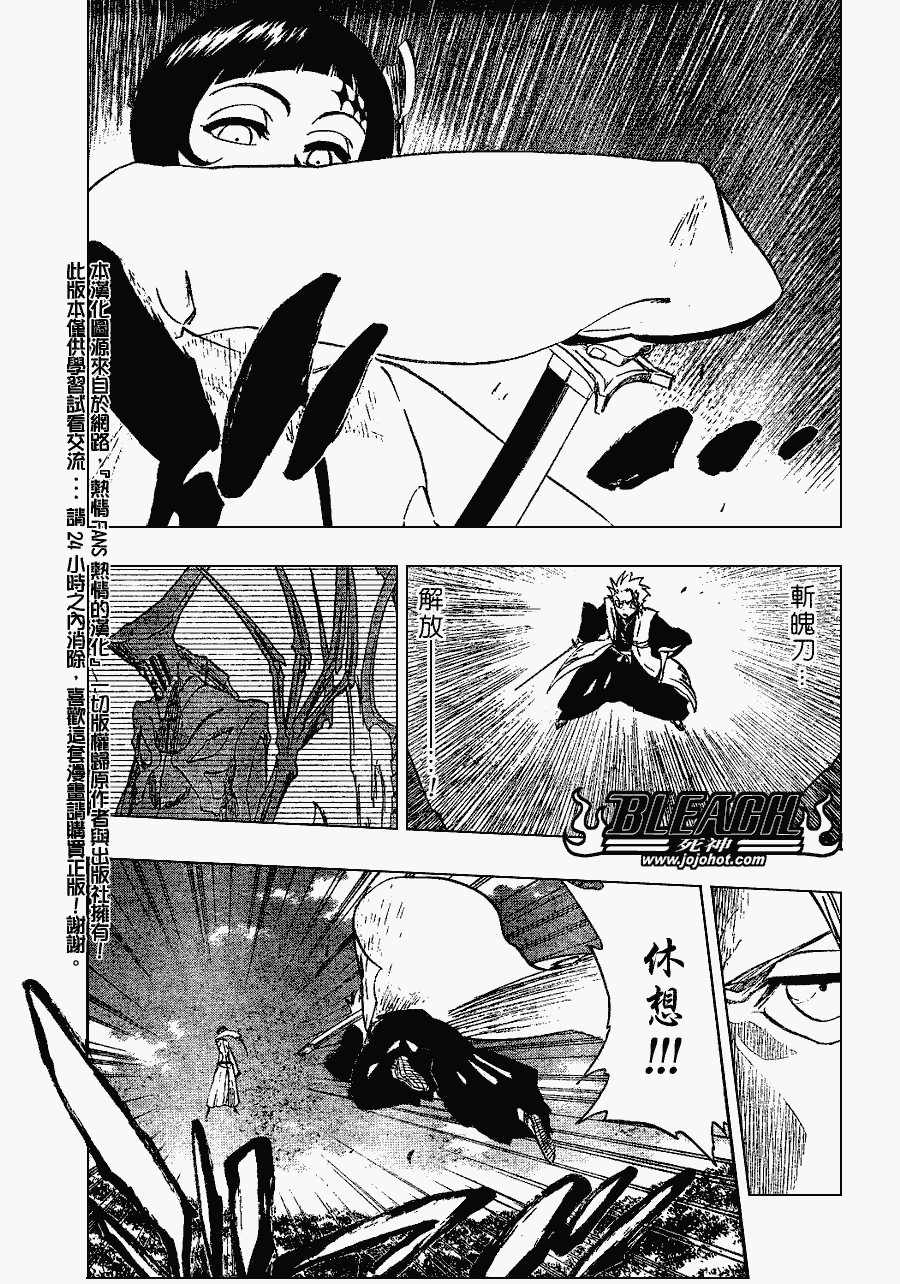 斬魄刀…
解放———…！
休想!!!
本漢化圖源來自於網路，『熱情FANS 熱情的漢化』一切版權歸原作者與出版社擁有！
此版本僅供學習試看交流…請 24 小時之內消除，喜歡這套漫畫請購買正版！謝謝。
BLEACH
死神
www.jojohot.com